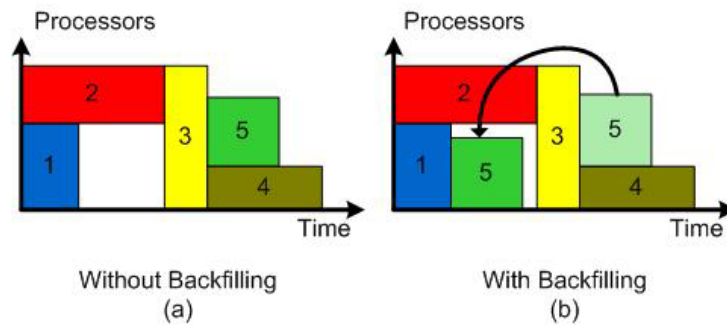 Processors
2
1
3
5
4
Time
Without Backfilling
(a)
Processors
2
1
3
5
5
4
Time
With Backfilling
(b)